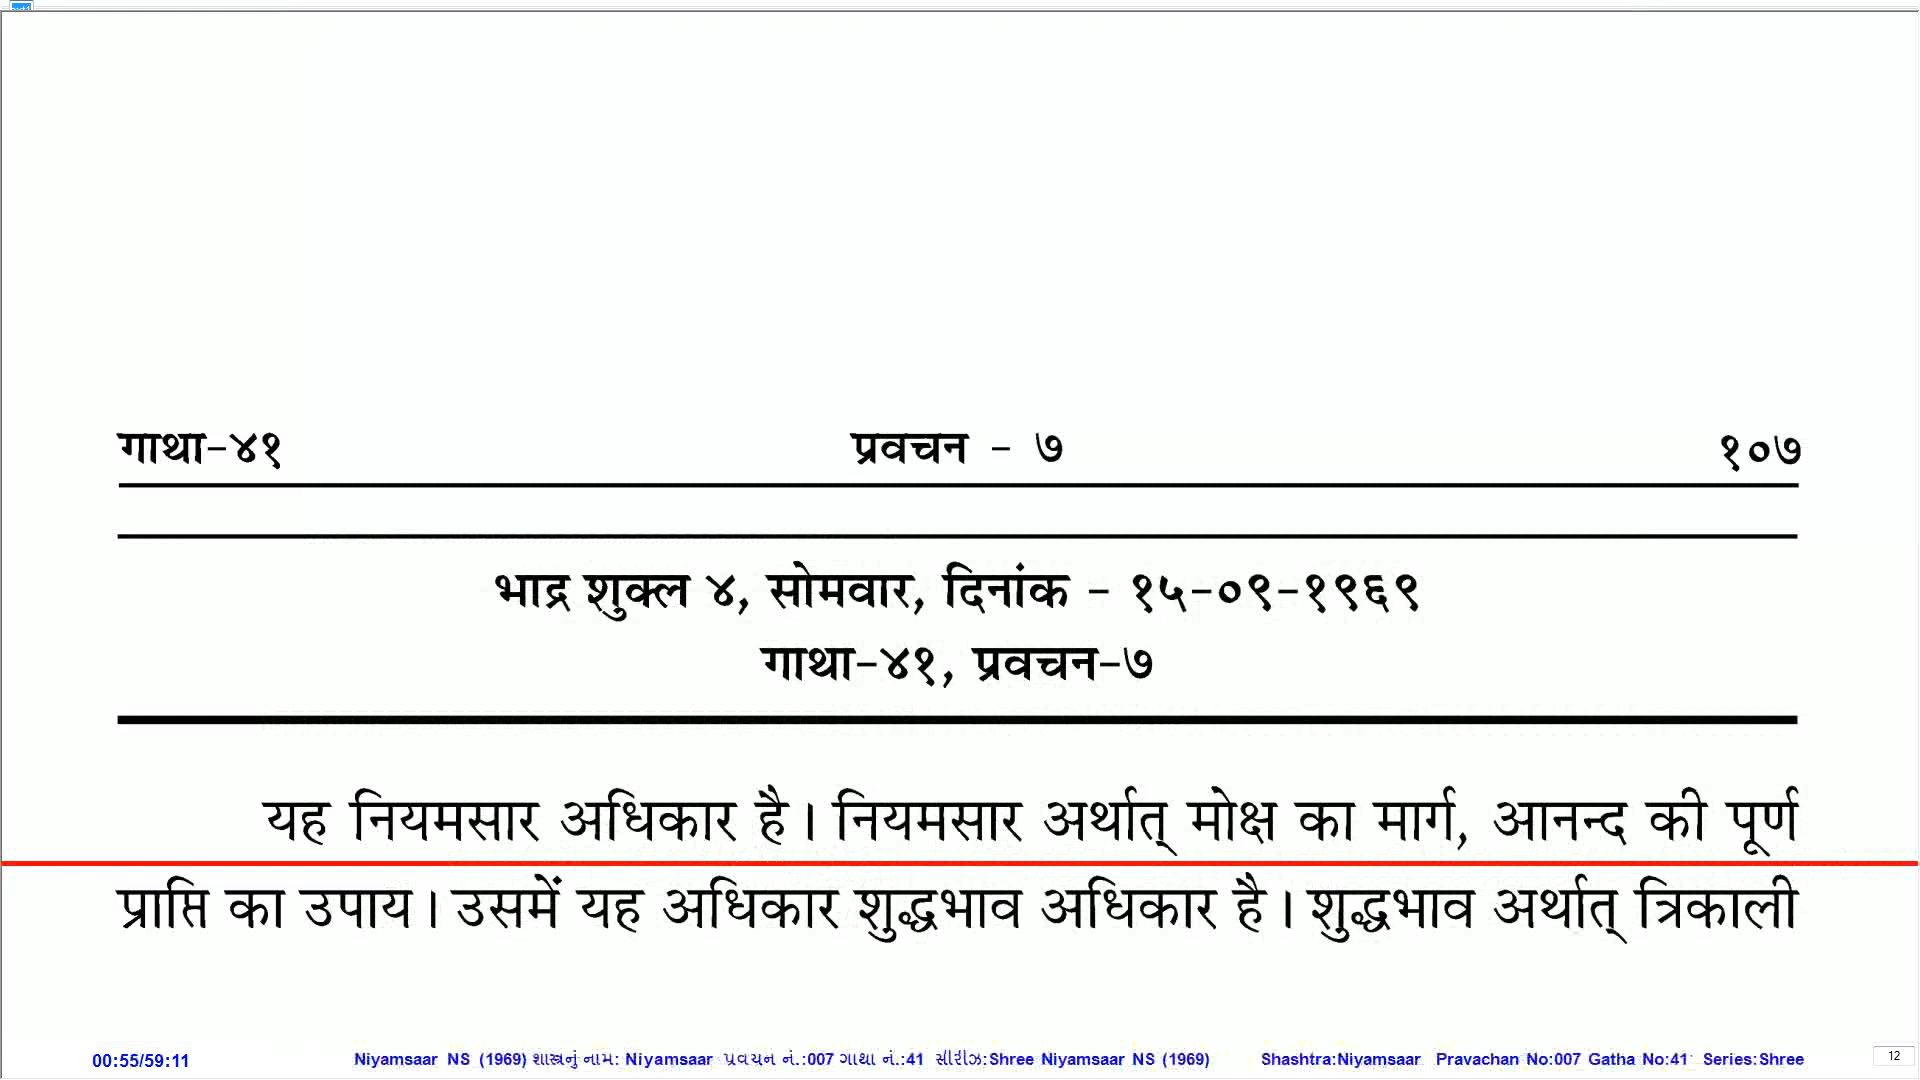 गाथा-४१ प्रवचन - ७ १०७
भाद्र शुक्ल ४, सोमवार, दिनांक - १५-०९-१९६९
गाथा-४१, प्रवचन-७
यह नियमसार अधिकार है। नियमसार अर्थात् मोक्ष का मार्ग, आनन्द की पूर्ण
प्राप्ति का उपाय। उसमें यह अधिकार शुद्धभाव अधिकार है। शुद्धभाव अर्थात् त्रिकाली
00:55/59:11 Niyamsaar NS (1969) શાસ્ત્રનું નામ: Niyamsaar પ્રવચન નં.:007 ગાથા નં.:41 સીરીઝ:Shree Niyamsaar NS (1969) Shashtra:Niyamsaar Pravachan No:007 Gatha No:41 Series:Shree 12